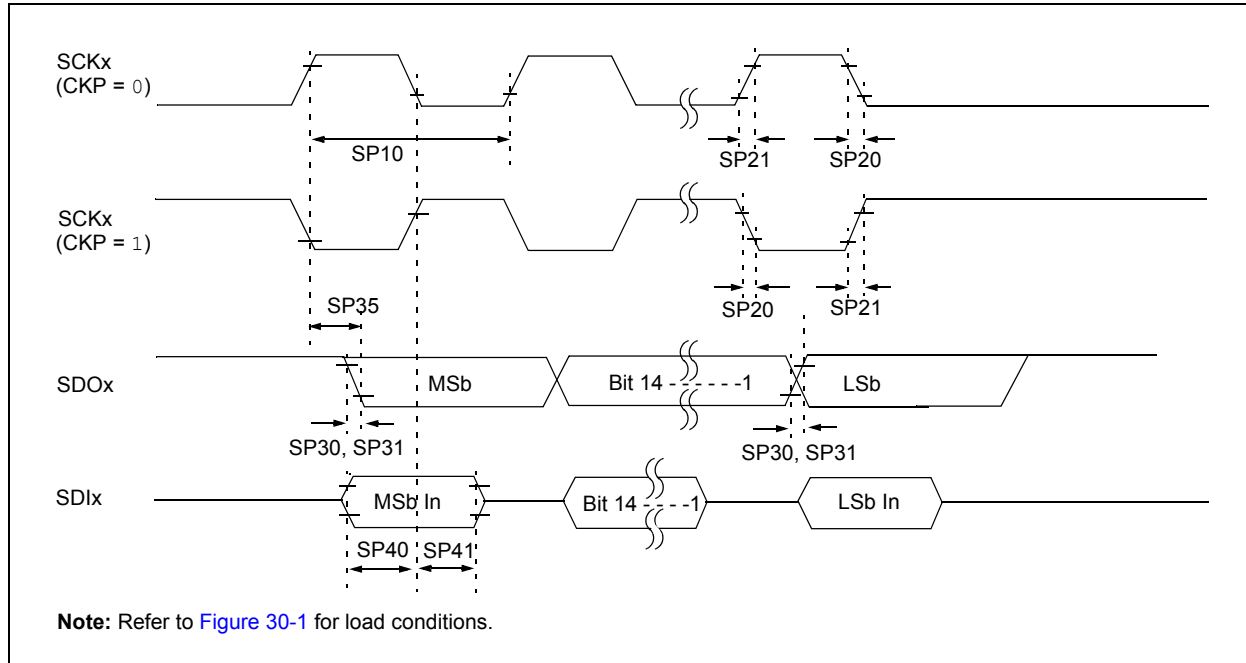 SCKx
(CKP = 0)
SP10
SP21
SP20
SCKx
(CKP = 1)
SP35
SP20
SP21
SDOx
MSb
Bit 14 - - - - - -1
LSb
SP30, SP31
SP30, SP31
SDIx
MSb In
Bit 14 - - - -1
LSb In
SP40
SP41
Note: Refer to Figure 30-1 for load conditions.